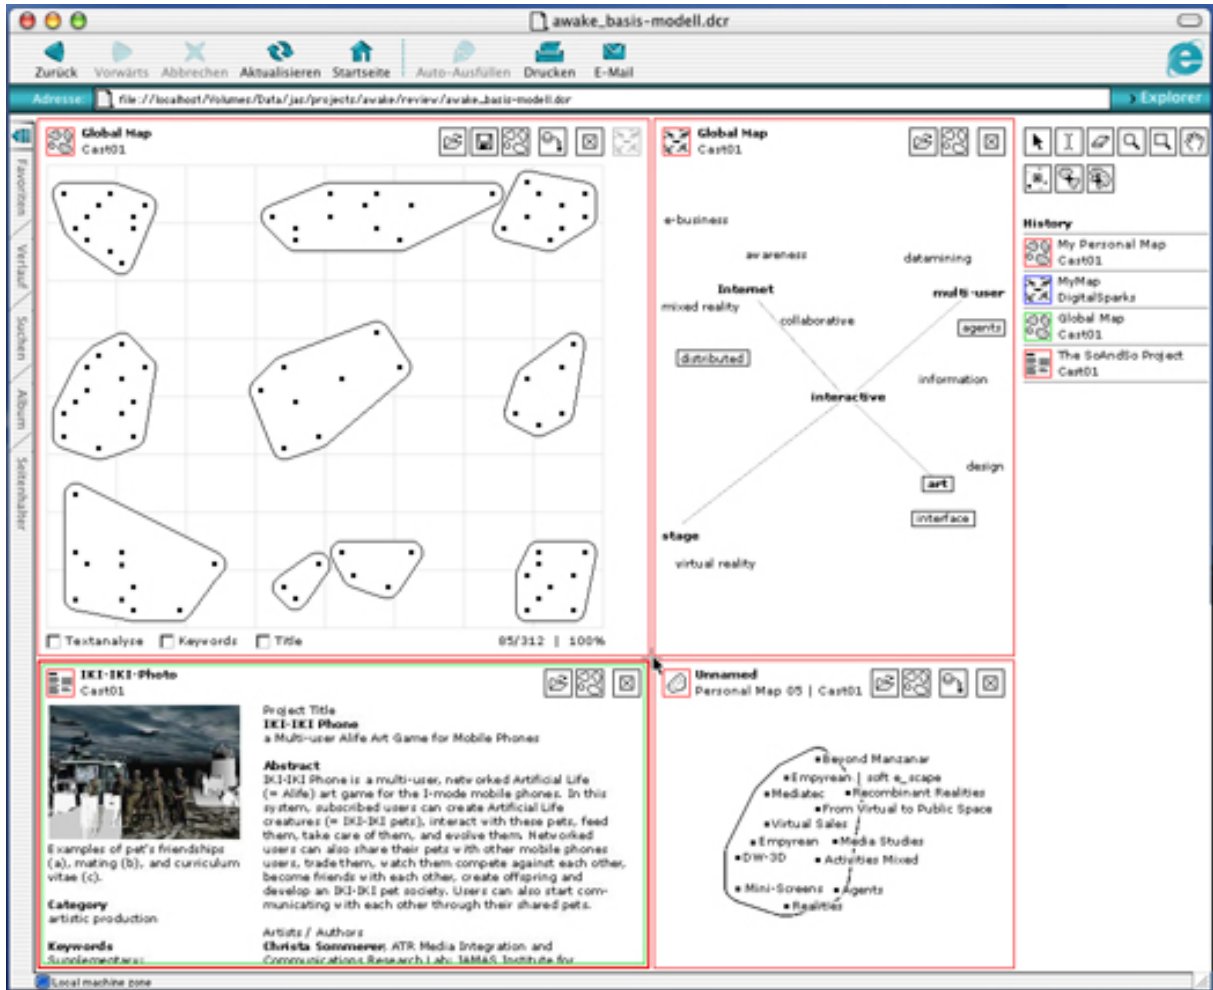 awake_basis-modell.dcr
Zurück Vorwärts Abbrechen Aktualisieren Startseite Auto-Ausfüllen Drucken E-Mail
Adresse: file://localhost/Volumes/Data/jas/projects/awake/review/awake_basis-modell.dcr
Explorer
Favoriten
Verlauf
Suchen
Album
Seitenhalter
Global Map
Cast01
Textanalyse Keywords Title 85/312 | 100%
Global Map
Cast01
e-business
awareness
datamining
Internet
multi-user
mixed reality
collaborative
agents
distributed
information
interactive
design
art
interface
stage
virtual reality
History
My Personal Map
Cast01
MyMap
DigitalSparks
Global Map
Cast01
The SoAndSo Project
Cast01
IKI-IKI-Photo
Cast01
Examples of pet's friendships
(a), mating (b), and curriculum
vitae (c).
Category
artistic production
Keywords
Supplementary:
Project Title
IKI-IKI Phone
a Multi-user Alife Art Game for Mobile Phones
Abstract
IKI-IKI Phone is a multi-user, networked Artificial Life
(= Alife) art game for the I-mode mobile phones. In this
system, subscribed users can create Artificial Life
creatures (= IKI-IKI pets), interact with these pets, feed
them, take care of them, and evolve them. Networked
users can also share their pets with other mobile phones
users, trade them, watch them compete against each other,
become friends with each other, create offspring and
develop an IKI-IKI pet society. Users can also start com-
municating with each other through their shared pets.
Artists / Authors
Christa Sommerer, ATR Media Integration and
Communications Research Lab; IAMAS Institute for
Unnamed
Personal Map 05 | Cast01
Beyond Manzanar
Empyrean | soft e_scape
Mediatec Recombinant Realities
From Virtual to Public Space
Virtual Sales
Empyrean Media Studies
DW-3D Activities Mixed
Mini-Screens Agents
Realities
Local machine zone